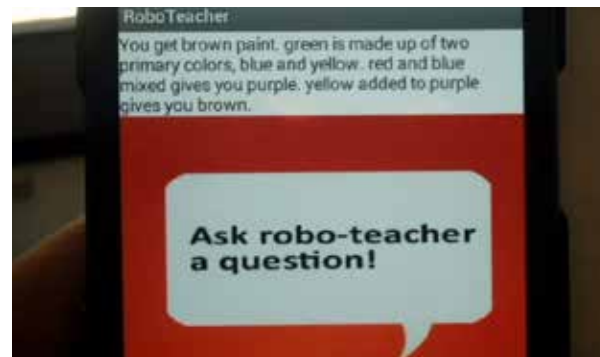 RoboTeacher
You get brown paint. green is made up of two
primary colors, blue and yellow. red and blue
mixed gives you purple. yellow added to purple
gives you brown.
Ask robo-teacher
a question!